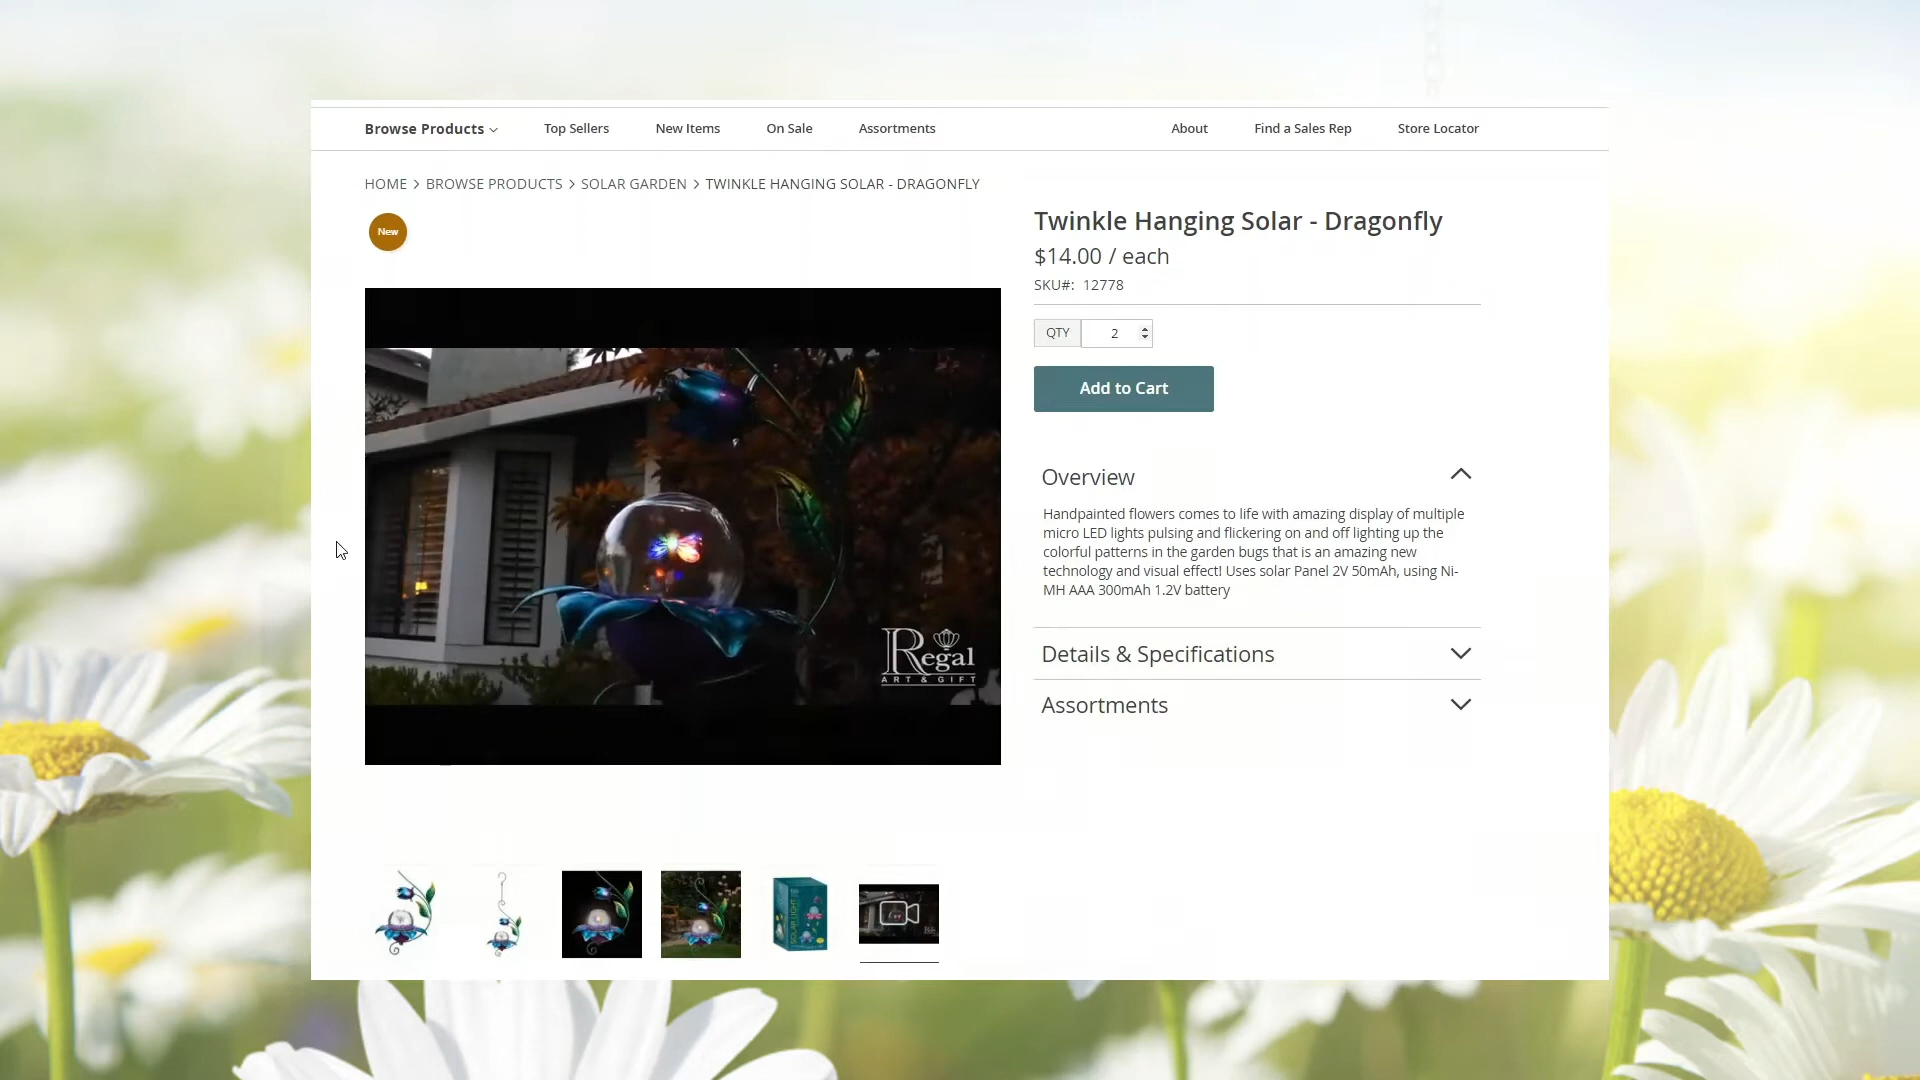 Browse Products
Top Sellers
New Items
On Sale
Assortments
About
Find a Sales Rep
Store Locator
HOME > BROWSE PRODUCTS > SOLAR GARDEN > TWINKLE HANGING SOLAR - DRAGONFLY
New
Twinkle Hanging Solar - Dragonfly
$14.00 / each
SKU#: 12778
QTY 2
Add to Cart
Overview
Handpainted flowers comes to life with amazing display of multiple
micro LED lights pulsing and flickering on and off lighting up the
colorful patterns in the garden bugs that is an amazing new
technology and visual effect! Uses solar Panel 2V 50mAh, using Ni-
MH AAA 300mAh 1.2V battery
Regal
ART & GIFT
Details & Specifications
Assortments
SOLAR LIGHT